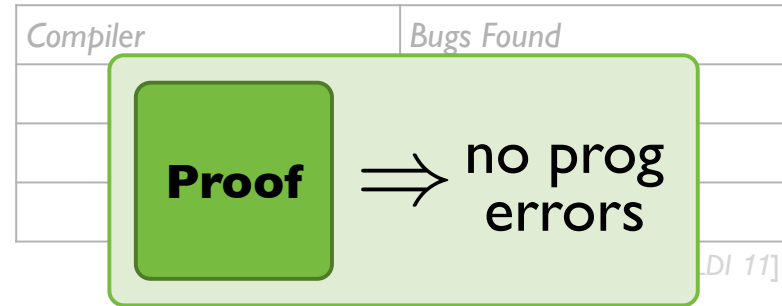 Compiler Bugs Found
Proof ⇒ no prog
errors
LDI 11]